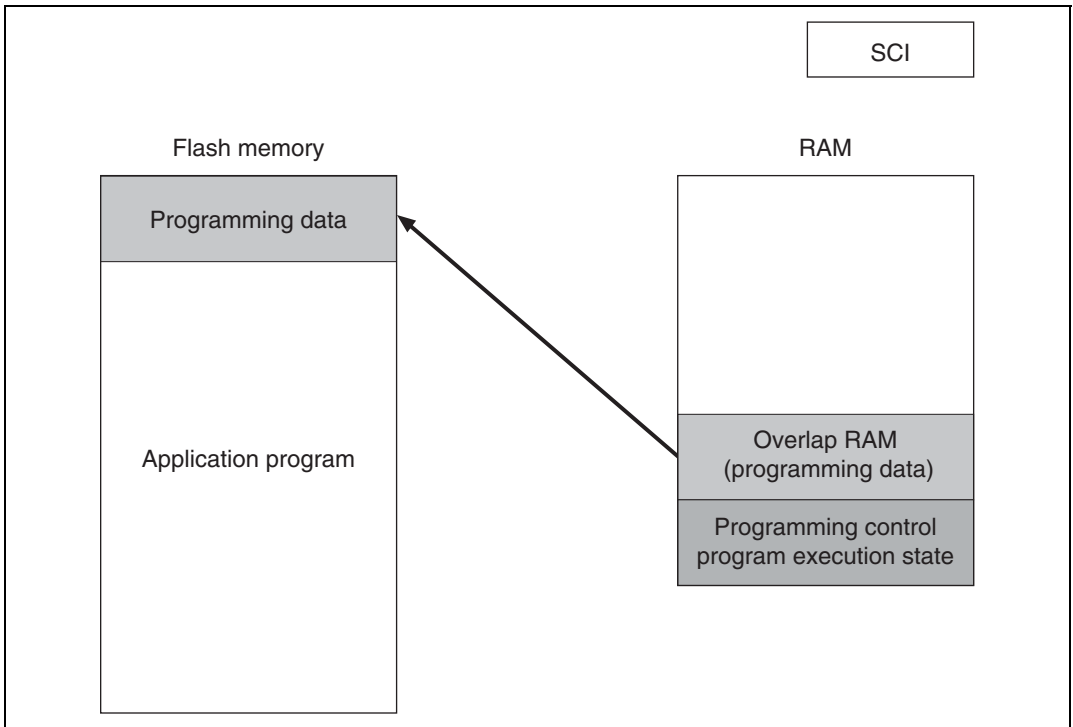 SCI
Flash memory
RAM
Programming data
Application program
Overlap RAM
(programming data)
Programming control
program execution state